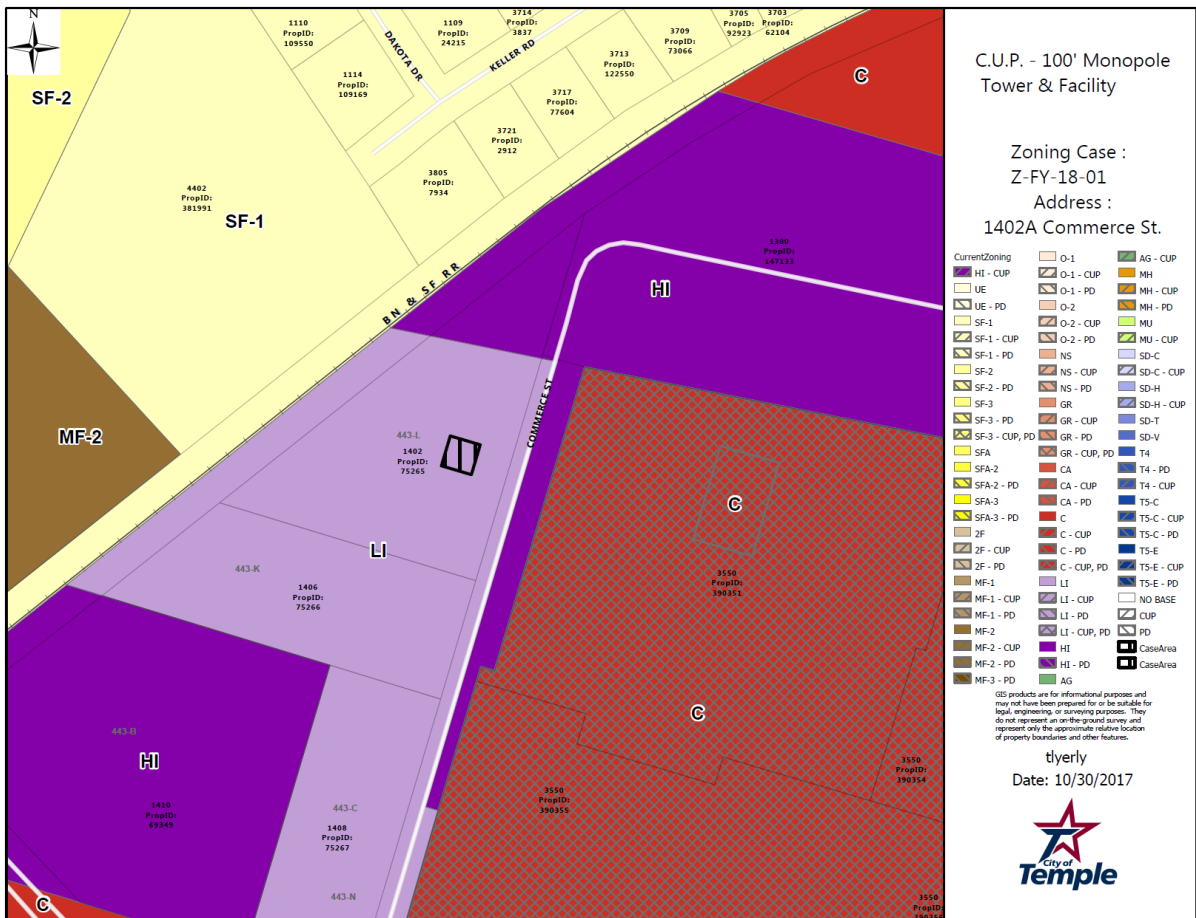 N
1110
PropID:
109550
DAKOTA DR
1109
PropID:
24215
3714
PropID:
3837
KELLER RD
3705
PropID:
92923
3703
PropID:
62104
3709
PropID:
73066
3713
PropID:
122550
1114
PropID:
109169
3717
PropID:
77604
3721
PropID:
2912
3805
PropID:
7934
SF-2
C
4402
PropID:
381991
SF-1
1380
PropID:
147133
HI
BN & SF RR
COMMERCE ST
MF-2
443-L
1402
PropID:
75265
C
LI
443-K
1406
PropID:
75266
3550
PropID:
390351
443-B
HI
C
1410
PropID:
69349
443-C
1408
PropID:
75267
3550
PropID:
390355
3550
PropID:
390354
443-N
C
3550
PropID:
C.U.P. - 100' Monopole
Tower & Facility
Zoning Case :
Z-FY-18-01
Address :
1402A Commerce St.
CurrentZoning
HI - CUP
UE
UE - PD
SF-1
SF-1 - CUP
SF-1 - PD
SF-2
SF-2 - PD
SF-3
SF-3 - PD
SF-3 - CUP, PD
SFA
SFA-2
SFA-2 - PD
SFA-3
SFA-3 - PD
2F
2F - CUP
2F - PD
MF-1
MF-1 - CUP
MF-1 - PD
MF-2
MF-2 - CUP
MF-2 - PD
MF-3 - PD
O-1
O-1 - CUP
O-1 - PD
O-2
O-2 - CUP
O-2 - PD
NS
NS - CUP
NS - PD
GR
GR - CUP
GR - PD
GR - CUP, PD
CA
CA - CUP
CA - PD
C
C - CUP
C - PD
C - CUP, PD
LI
LI - CUP
LI - PD
LI - CUP, PD
HI
HI - PD
AG
AG - CUP
MH
MH - CUP
MH - PD
MU
MU - CUP
SD-C
SD-C - CUP
SD-H
SD-H - CUP
SD-T
SD-V
T4
T4 - PD
T4 - CUP
T5-C
T5-C - CUP
T5-C - PD
T5-E
T5-E - CUP
T5-E - PD
NO BASE
CUP
PD
CaseArea
CaseArea
GIS products are for informational purposes and
may not have been prepared for or be suitable for
legal, engineering, or surveying purposes. They
do not represent an on-the-ground survey and
represent only the approximate relative location
of property boundaries and other features.
tlyerly
Date: 10/30/2017
City of
Temple